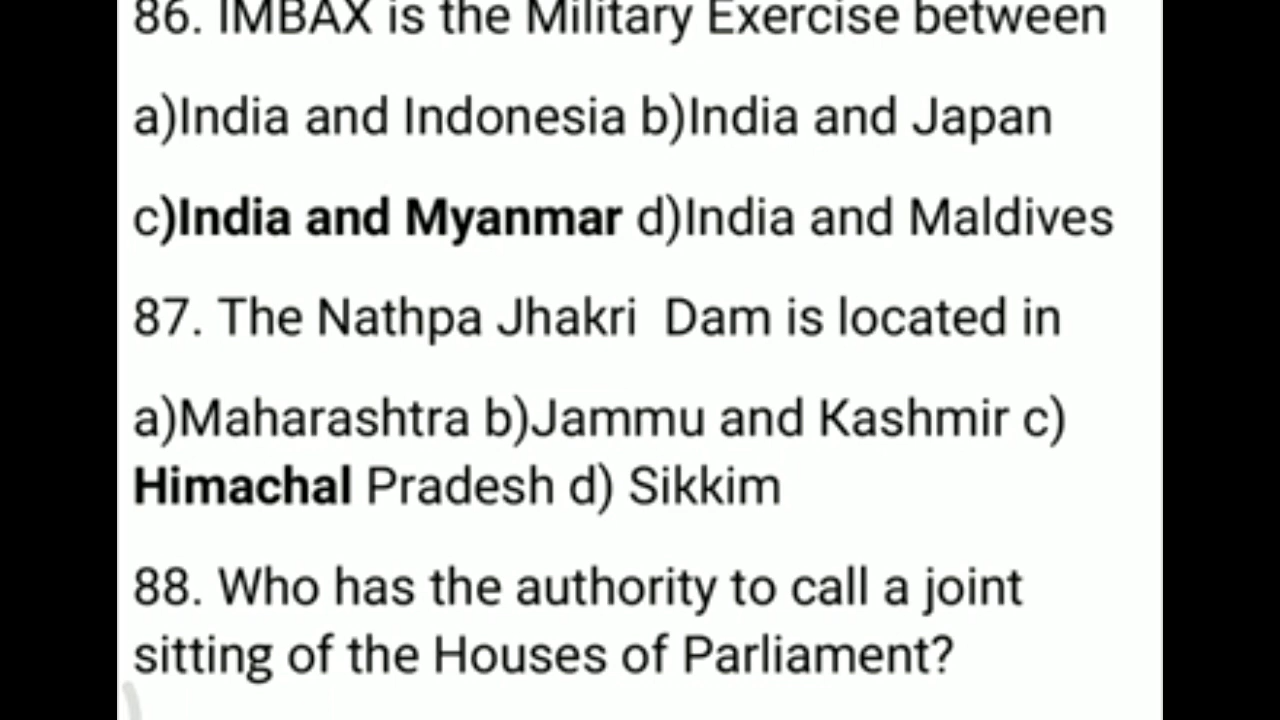 86. IMBAX is the Military Exercise between
a)India and Indonesia b)India and Japan
c)India and Myanmar d)India and Maldives
87. The Nathpa Jhakri  Dam is located in
a)Maharashtra b)Jammu and Kashmir c)
Himachal Pradesh d) Sikkim
88. Who has the authority to call a joint
sitting of the Houses of Parliament?